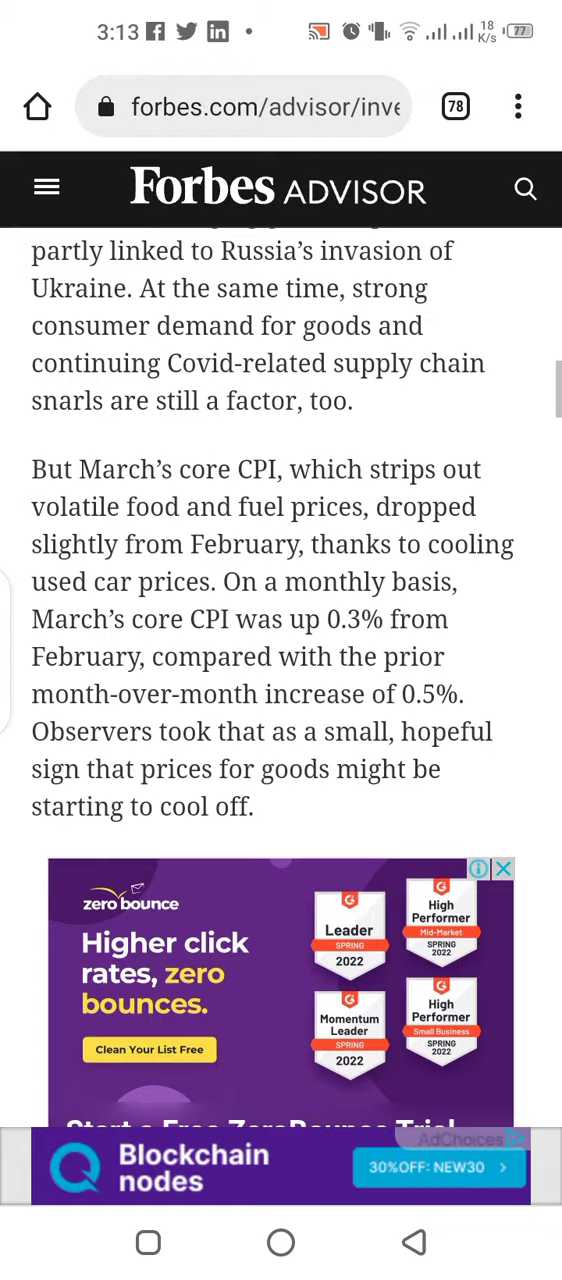 3:13
18
K/s
77
forbes.com/advisor/inve
78
Forbes ADVISOR
partly linked to Russia’s invasion of
Ukraine. At the same time, strong
consumer demand for goods and
continuing Covid-related supply chain
snarls are still a factor, too.
But March’s core CPI, which strips out
volatile food and fuel prices, dropped
slightly from February, thanks to cooling
used car prices. On a monthly basis,
March’s core CPI was up 0.3% from
February, compared with the prior
month-over-month increase of 0.5%.
Observers took that as a small, hopeful
sign that prices for goods might be
starting to cool off.
zero bounce
Higher click
rates, zero
bounces.
Clean Your List Free
Leader
SPRING
2022
High
Performer
Mid-Market
SPRING
2022
Momentum
Leader
SPRING
2022
High
Performer
Small Business
SPRING
2022
Start a Free ZeroBounce Trial
AdChoices
Blockchain
nodes
30%OFF: NEW30